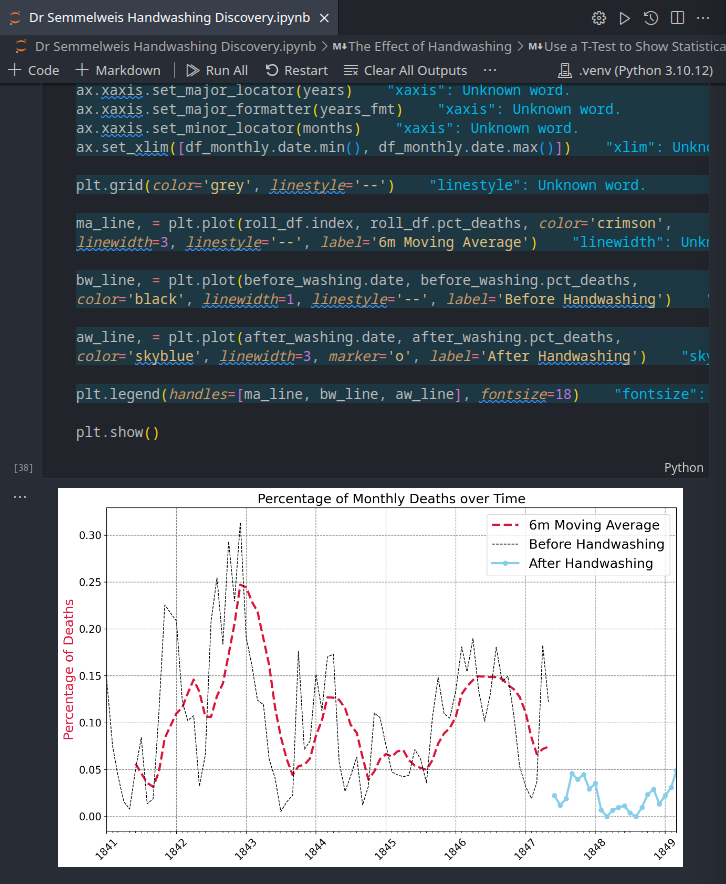 Dr Semmelweis Handwashing Discovery.ipynb
Dr Semmelweis Handwashing Discovery.ipynb > M↓The Effect of Handwashing > M↓Use a T-Test to Show Statistica
+ Code + Markdown | Run All Restart Clear All Outputs ··· .venv (Python 3.10.12)
ax.xaxis.set_major_locator(years) "xaxis": Unknown word.
ax.xaxis.set_major_formatter(years_fmt) "xaxis": Unknown word.
ax.xaxis.set_minor_locator(months) "xaxis": Unknown word.
ax.set_xlim([df_monthly.date.min(), df_monthly.date.max()]) "xlim": Unkn
plt.grid(color='grey', linestyle='--') "linestyle": Unknown word.
ma_line, = plt.plot(roll_df.index, roll_df.pct_deaths, color='crimson',
linewidth=3, linestyle='--', label='6m Moving Average') "linewidth": Unk
bw_line, = plt.plot(before_washing.date, before_washing.pct_deaths,
color='black', linewidth=1, linestyle='--', label='Before Handwashing')
aw_line, = plt.plot(after_washing.date, after_washing.pct_deaths,
color='skyblue', linewidth=3, marker='o', label='After Handwashing') "sky
plt.legend(handles=[ma_line, bw_line, aw_line], fontsize=18) "fontsize":
plt.show()
[38]
Python
Percentage of Monthly Deaths over Time
6m Moving Average
Before Handwashing
After Handwashing
Percentage of Deaths
0.30
0.25
0.20
0.15
0.10
0.05
0.00
1841 1842 1843 1844 1845 1846 1847 1848 1849